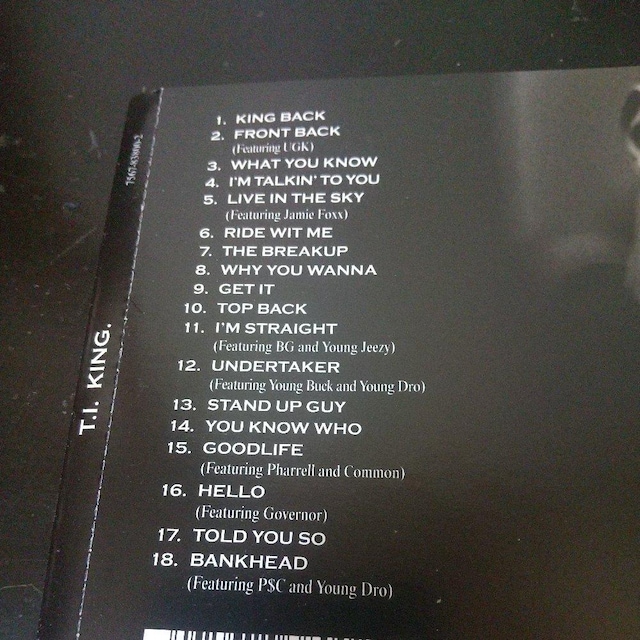 1. KING BACK
2. FRONT BACK
(Featuring UGK)
3. WHAT YOU KNOW
4. I'M TALKIN' TO YOU
5. LIVE IN THE SKY
(Featuring Jamie Foxx)
6. RIDE WIT ME
7. THE BREAKUP
8. WHY YOU WANNA
9. GET IT
10. TOP BACK
11. I'M STRAIGHT
(Featuring BG and Young Jeezy)
12. UNDERTAKER
(Featuring Young Buck and Young Dro)
13. STAND UP GUY
14. YOU KNOW WHO
15. GOODLIFE
(Featuring Pharrell and Common)
16. HELLO
(Featuring Governor)
17. TOLD YOU SO
18. BANKHEAD
(Featuring P$C and Young Dro)
T.I. KING.